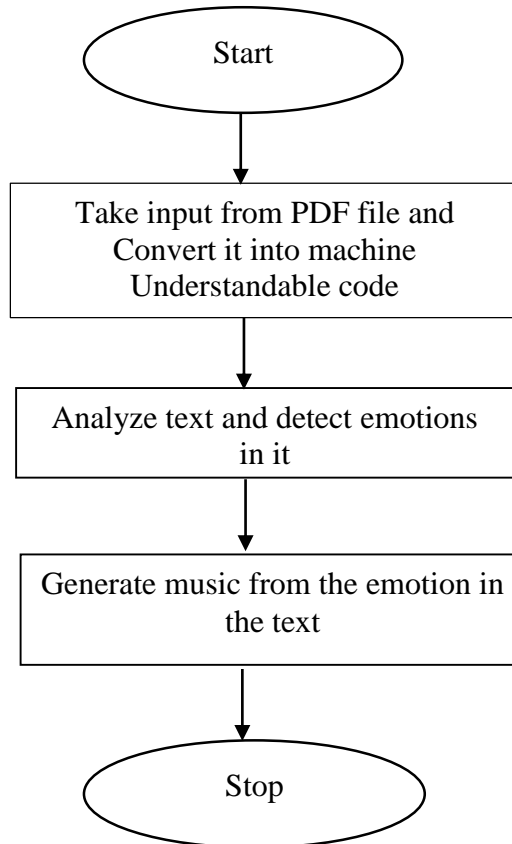 Start
Take input from PDF file and
Convert it into machine
Understandable code
Analyze text and detect emotions
in it
Generate music from the emotion in
the text
Stop